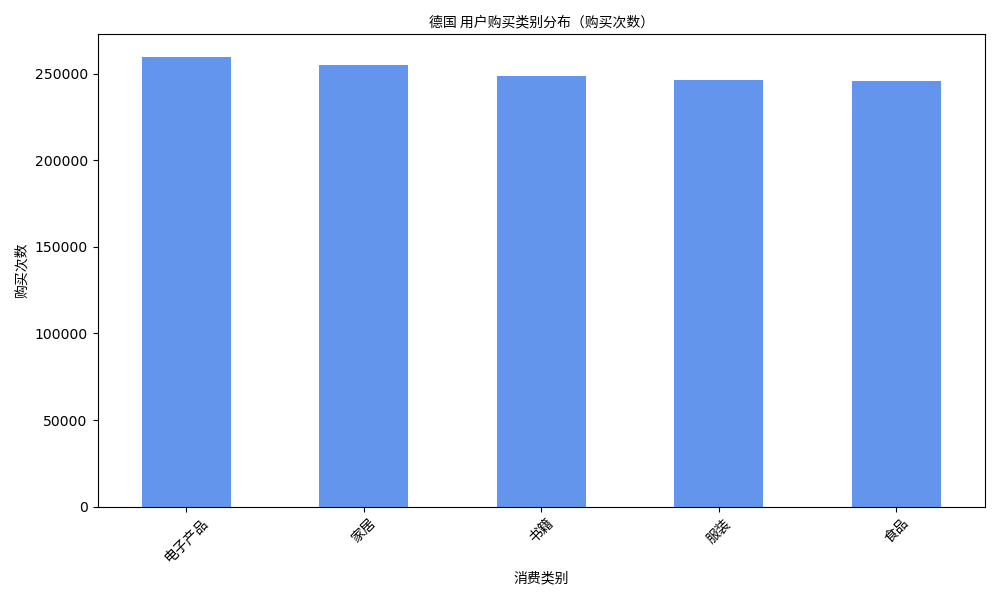 德国 用户购买类别分布（购买次数）
购买次数
250000
200000
150000
100000
50000
0
电子产品
家居
书籍
服装
食品
消费类别